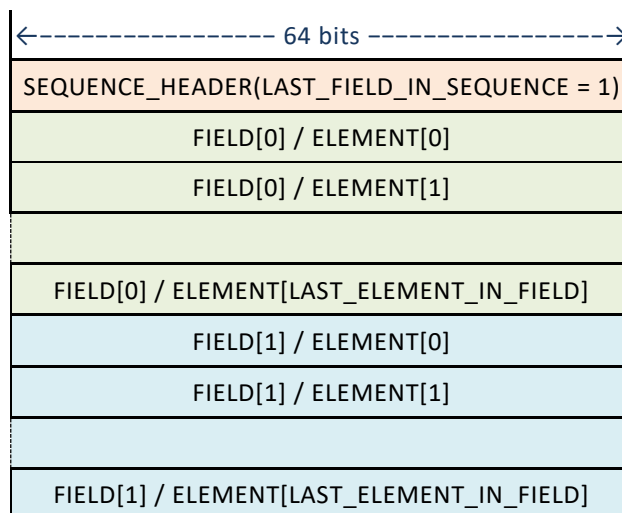 64 bits
SEQUENCE_HEADER(LAST_FIELD_IN_SEQUENCE = 1)
FIELD[0] / ELEMENT[0]
FIELD[0] / ELEMENT[1]
FIELD[0] / ELEMENT[LAST_ELEMENT_IN_FIELD]
FIELD[1] / ELEMENT[0]
FIELD[1] / ELEMENT[1]
FIELD[1] / ELEMENT[LAST_ELEMENT_IN_FIELD]